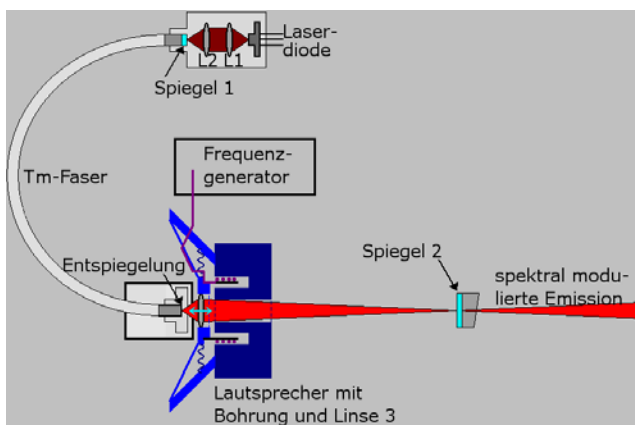 Laser-
diode
L2 L1
Spiegel 1
Tm-Faser
Frequenz-
generator
Entspiegelung
Spiegel 2
spektral modu-
lierte Emission
Lautsprecher mit
Bohrung und Linse 3